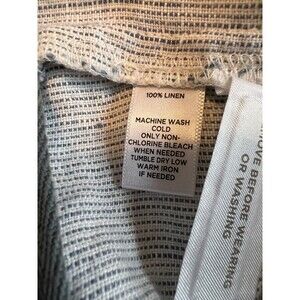 100% LINEN
MACHINE WASH
COLD
ONLY NON-
CHLORINE BLEACH
WHEN NEEDED
TUMBLE DRY LOW
WARM IRON
IF NEEDED
BEFORE WEARING
OR WASHING